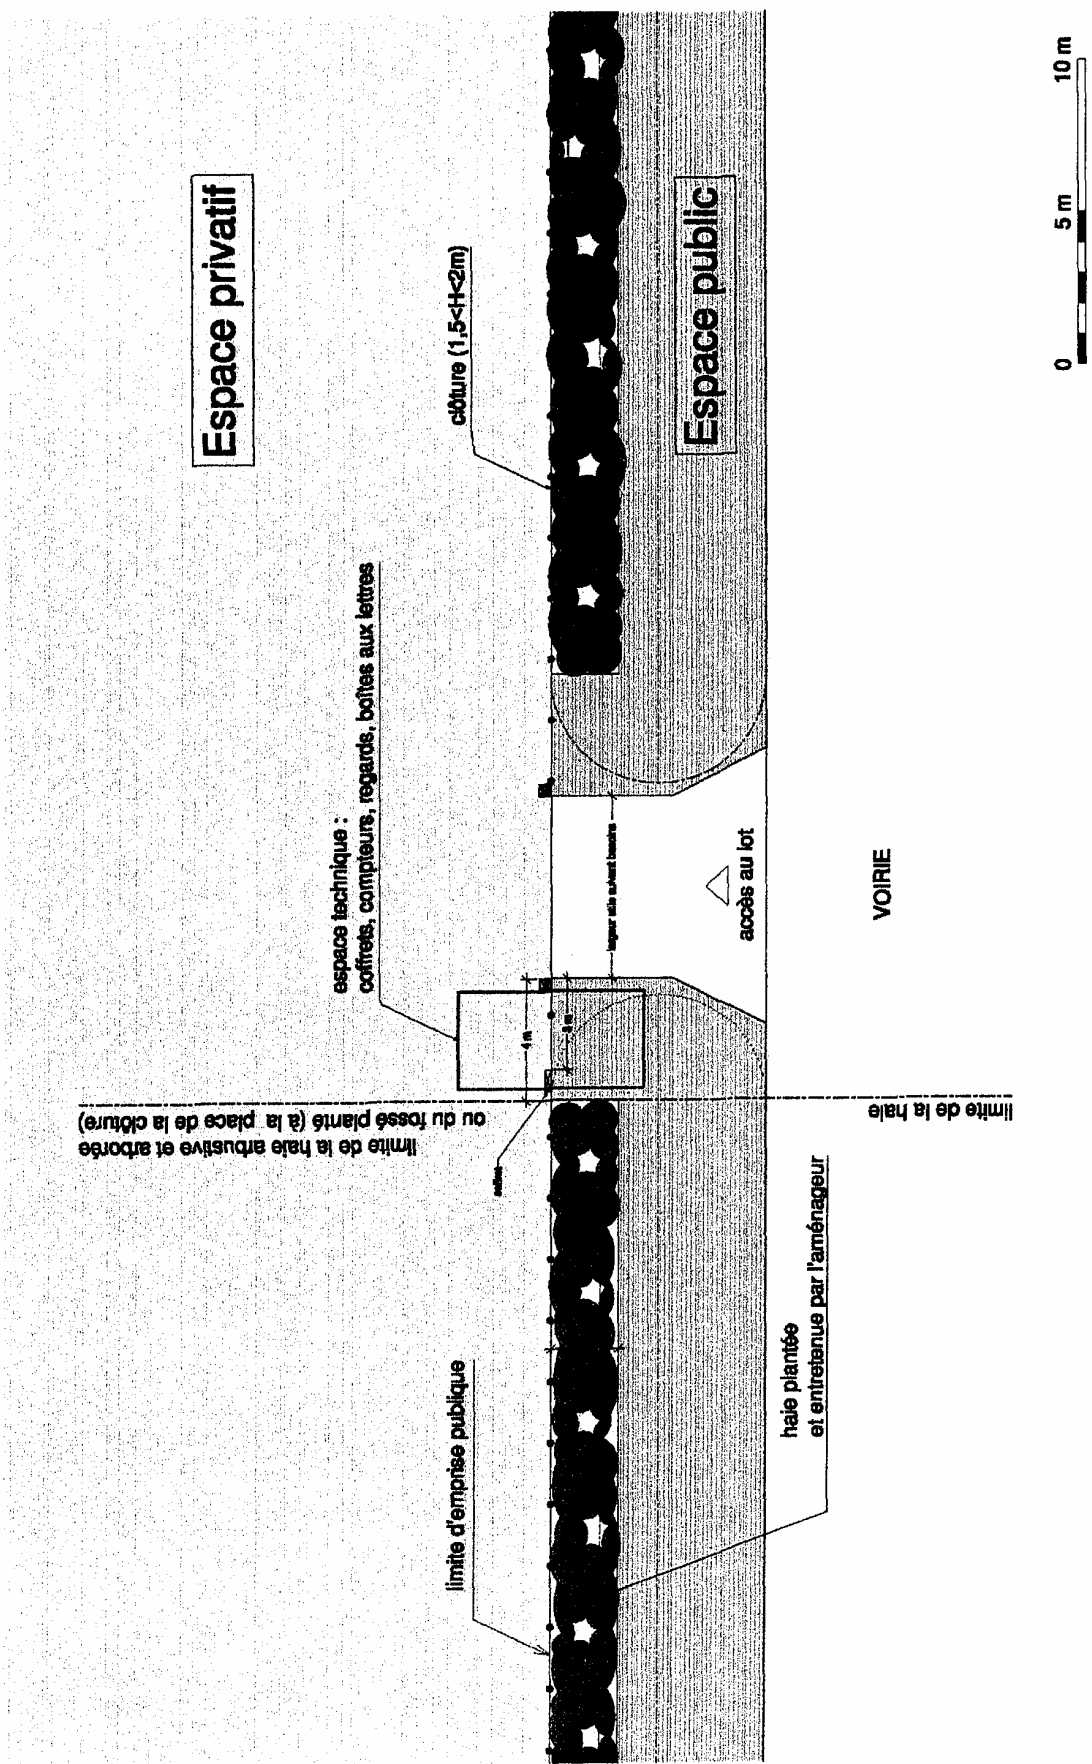 Espace privatif
clôture (1,5<H<2m)
espace technique :
coffrets, compteurs, regards, boîtes aux lettres
limite de la haie arbustive et arborée
ou du fossé planté (à la place de la clôture)
limite d'emprise publique
4 m
Espace public
accès au lot
VOIRIE
limite de la haie
haie plantée
et entretenue par l'aménageur
0 5 m 10 m